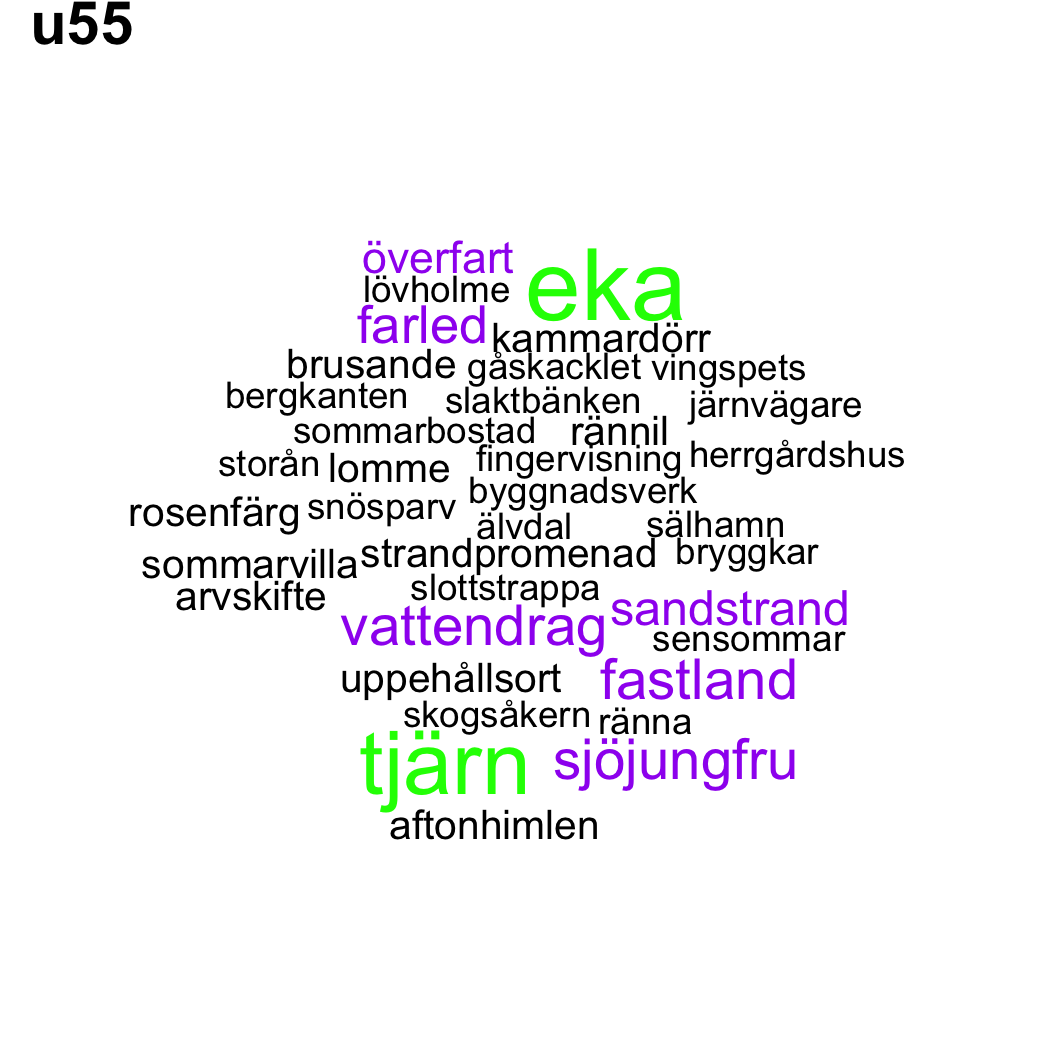 u55
överfart eka
lövholme
farled kammardörr
brusande gåskacklet vingspets
bergkanten slaktbänken järnvägare
sommarbostad rännil
storån lomme fingervisning herrgårdshus
rosenfärg snösparv byggnadsverk
älvdal sälhamn
sommarvilla strandpromenad bryggkar
arvskifte slottstrappa
vattendrag sandstrand
sensommar
uppehållsort fastland
skogsåkern ränna
tjärn sjöjungfru
aftonhimlen